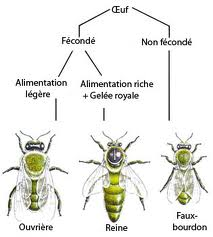 Œuf
Fécondé
Non fécondé
Alimentation
légère
Alimentation riche
+ Gelée royale
Ouvrière
Reine
Faux-
bourdon